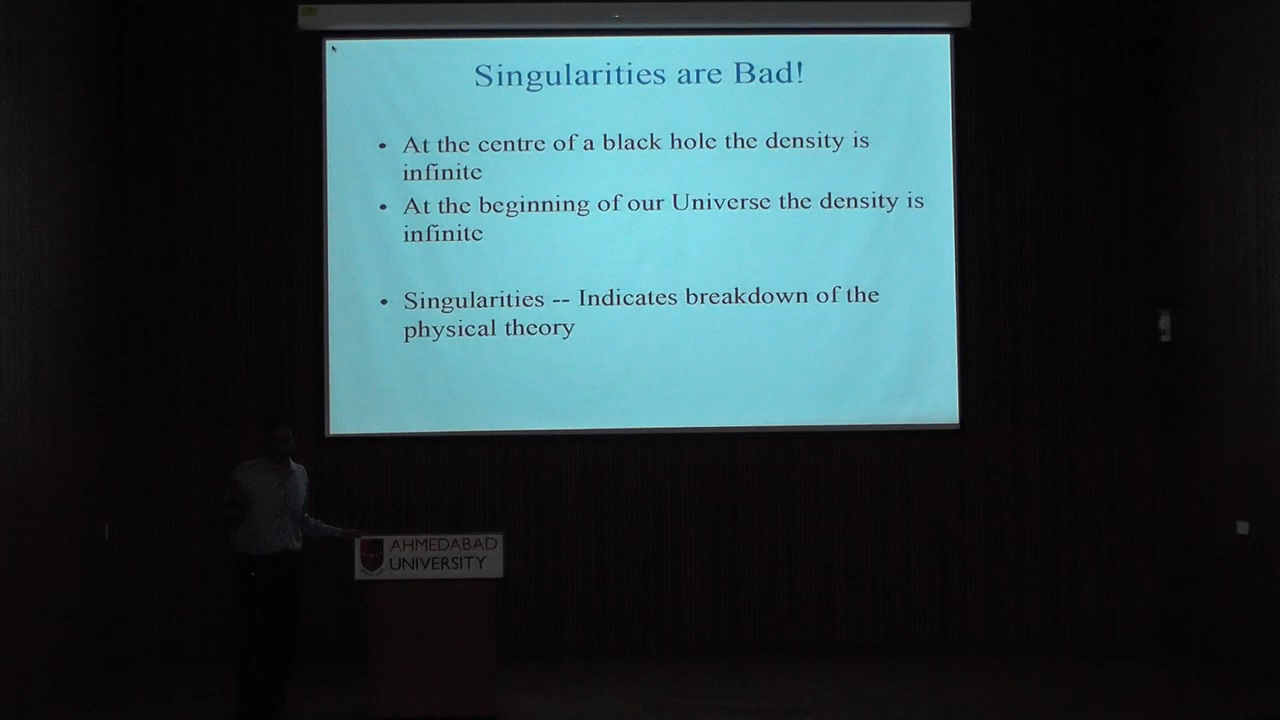 Singularities are Bad!
• At the centre of a black hole the density is
infinite
• At the beginning of our Universe the density is
infinite
• Singularities -- Indicates breakdown of the
physical theory
AHMEDABAD
UNIVERSITY